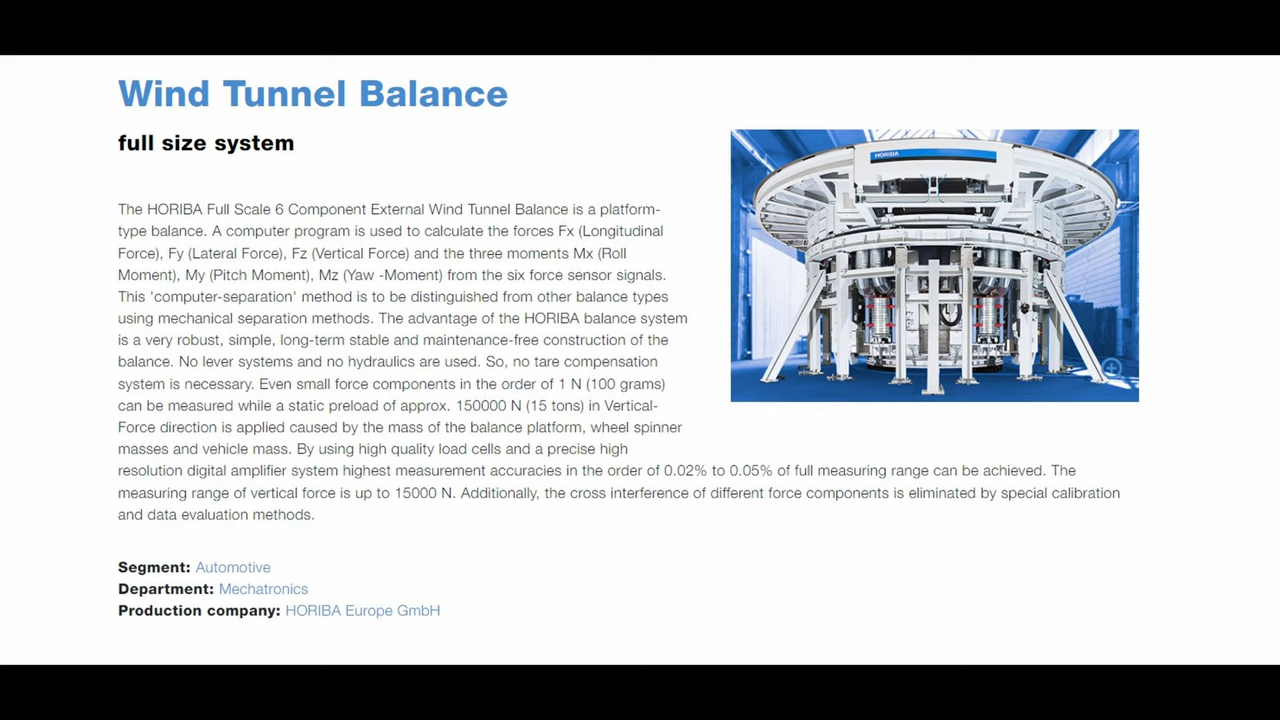 Wind Tunnel Balance
full size system
HORIBA
The HORIBA Full Scale 6 Component External Wind Tunnel Balance is a platform-
type balance. A computer program is used to calculate the forces Fx (Longitudinal
Force), Fy (Lateral Force), Fz (Vertical Force) and the three moments Mx (Roll
Moment), My (Pitch Moment), Mz (Yaw -Moment) from the six force sensor signals.
This 'computer-separation' method is to be distinguished from other balance types
using mechanical separation methods. The advantage of the HORIBA balance system
is a very robust, simple, long-term stable and maintenance-free construction of the
balance. No lever systems and no hydraulics are used. So, no tare compensation
system is necessary. Even small force components in the order of 1 N (100 grams)
can be measured while a static preload of approx. 150000 N (15 tons) in Vertical-
Force direction is applied caused by the mass of the balance platform, wheel spinner
masses and vehicle mass. By using high quality load cells and a precise high
resolution digital amplifier system highest measurement accuracies in the order of 0.02% to 0.05% of full measuring range can be achieved. The
measuring range of vertical force is up to 15000 N. Additionally, the cross interference of different force components is eliminated by special calibration
and data evaluation methods.
Segment: Automotive
Department: Mechatronics
Production company: HORIBA Europe GmbH